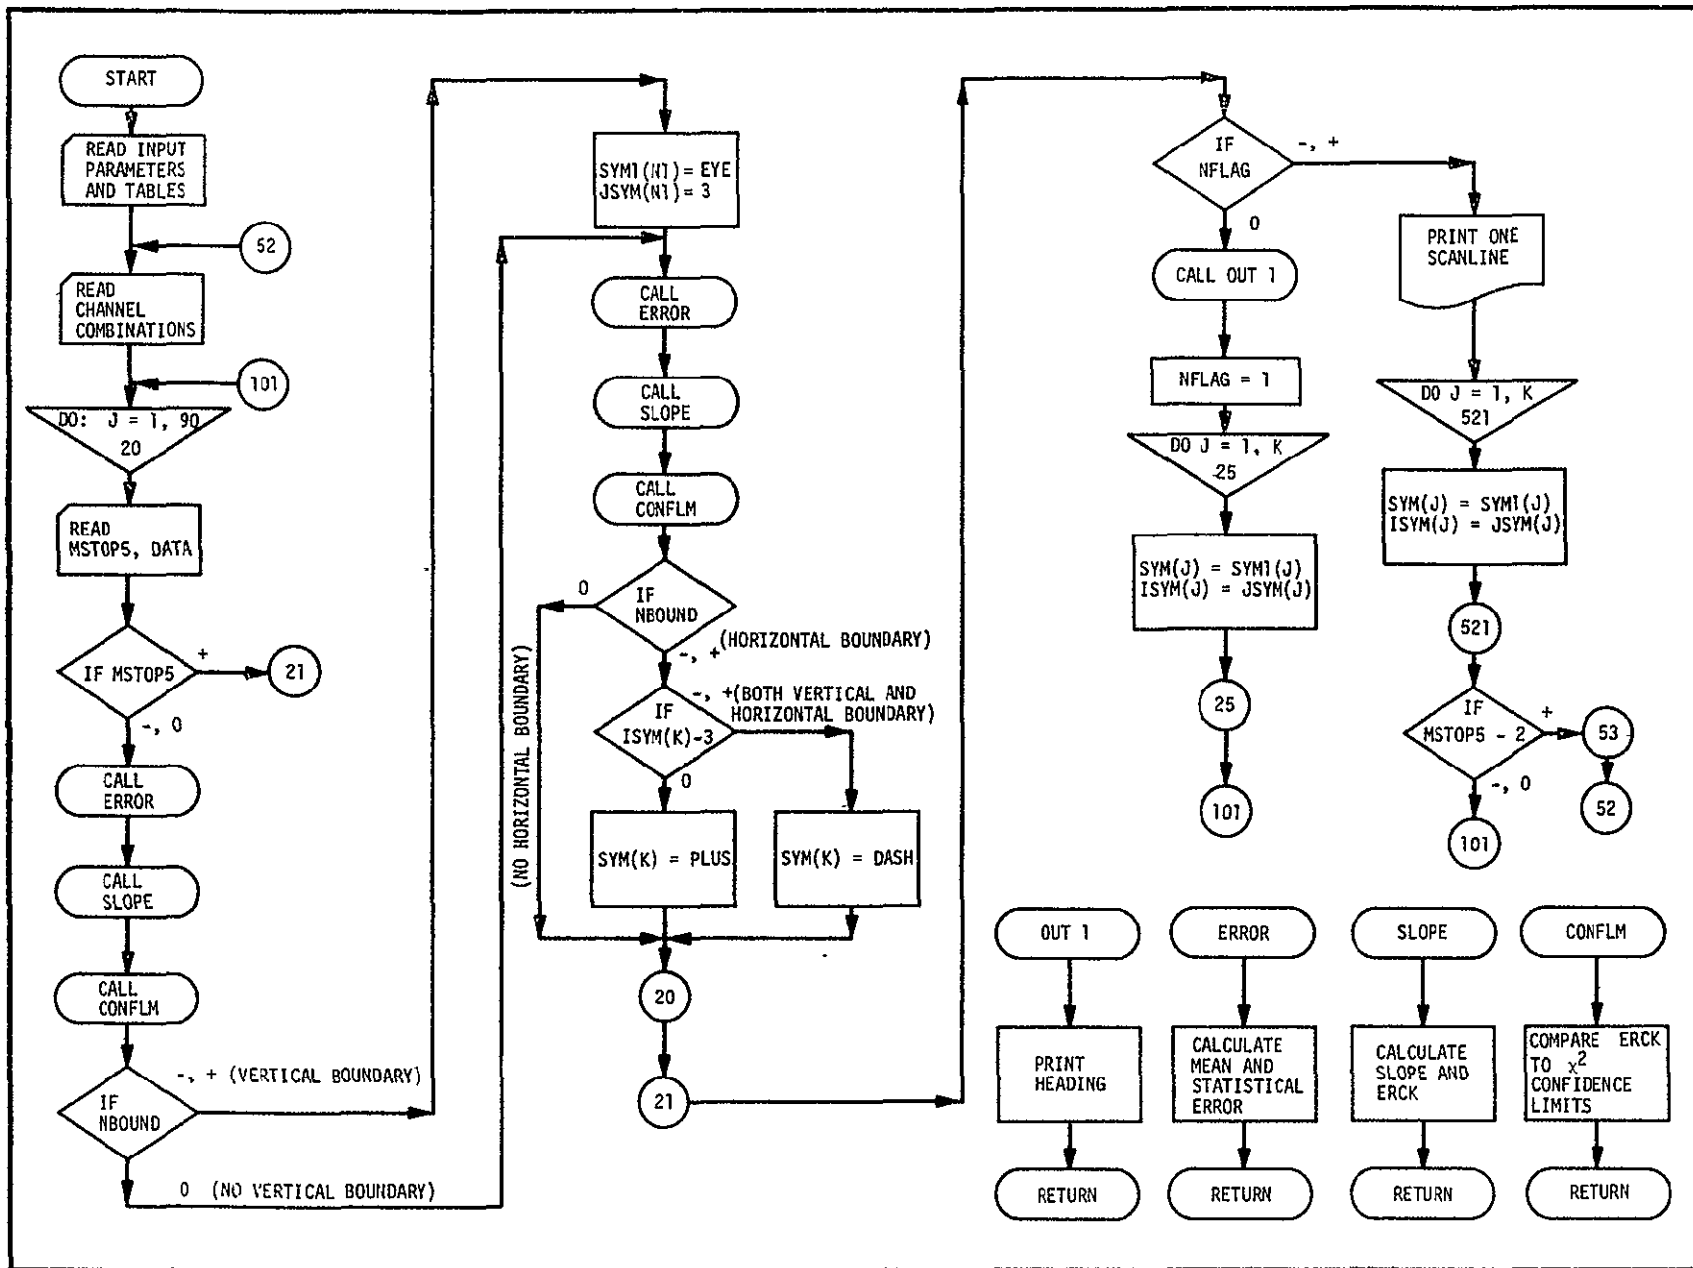 START
READ INPUT
PARAMETERS
AND TABLES
52
READ
CHANNEL
COMBINATIONS
101
DO: J = 1, 90
20
READ
MSTOP5, DATA
IF MSTOP5
+
21
-, 0
CALL
ERROR
CALL
SLOPE
CALL
CONFLM
IF
NBOUND
-, + (VERTICAL BOUNDARY)
0 (NO VERTICAL BOUNDARY)
SYM1(N1) = EYE
JSYM(N1) = 3
CALL
ERROR
CALL
SLOPE
CALL
CONFLM
IF
NBOUND
0
(NO HORIZONTAL BOUNDARY)
-, + (HORIZONTAL BOUNDARY)
IF
ISYM(K)-3
-, +(BOTH VERTICAL AND
HORIZONTAL BOUNDARY)
0
SYM(K) = PLUS
SYM(K) = DASH
20
21
IF
NFLAG
-, +
0
CALL OUT 1
NFLAG = 1
DO J = 1, K
25
SYM(J) = SYM1(J)
ISYM(J) = JSYM(J)
25
101
PRINT ONE
SCANLINE
DO J = 1, K
521
SYM(J) = SYM1(J)
ISYM(J) = JSYM(J)
521
IF
MSTOP5 - 2
+
53
52
-, 0
101
OUT 1
PRINT
HEADING
RETURN
ERROR
CALCULATE
MEAN AND
STATISTICAL
ERROR
RETURN
SLOPE
CALCULATE
SLOPE AND
ERCK
RETURN
CONFLM
COMPARE ERCK
TO χ²
CONFIDENCE
LIMITS
RETURN